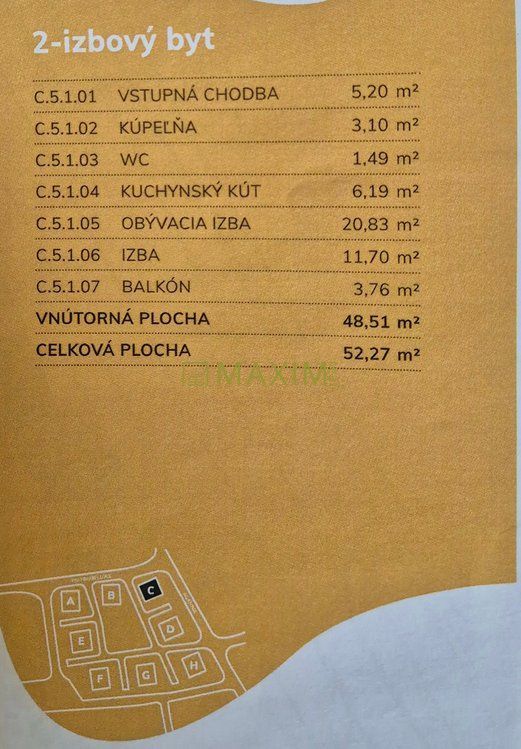 2-izbový byt
C.5.1.01 VSTUPNÁ CHODBA 5,20 m²
C.5.1.02 KÚPEĽŇA 3,10 m²
C.5.1.03 WC 1,49 m²
C.5.1.04 KUCHYNSKÝ KÚT 6,19 m²
C.5.1.05 OBÝVACIA IZBA 20,83 m²
C.5.1.06 IZBA 11,70 m²
C.5.1.07 BALKÓN 3,76 m²
VNÚTORNÁ PLOCHA 48,51 m²
CELKOVÁ PLOCHA 52,27 m²
MAXIM
A B C
D
E
F G H